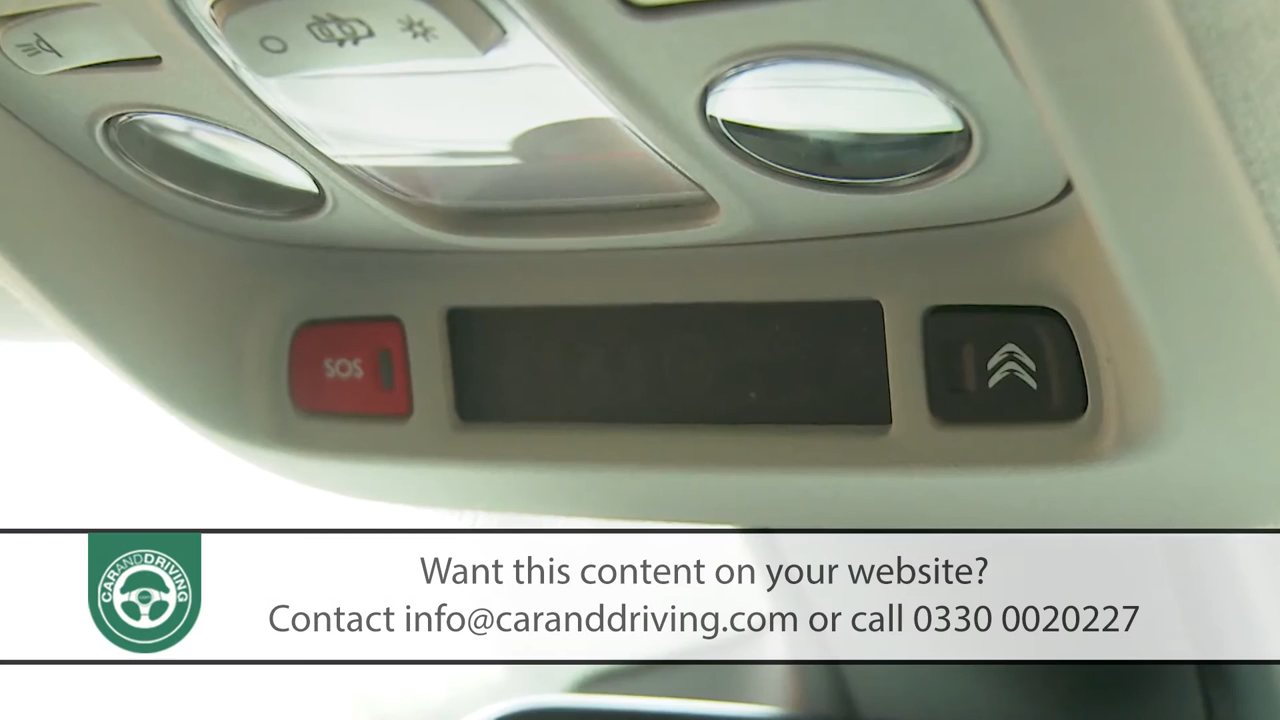 SOS
CARANDDRIVING
Want this content on your website?
Contact info@caranddriving.com or call 0330 0020227